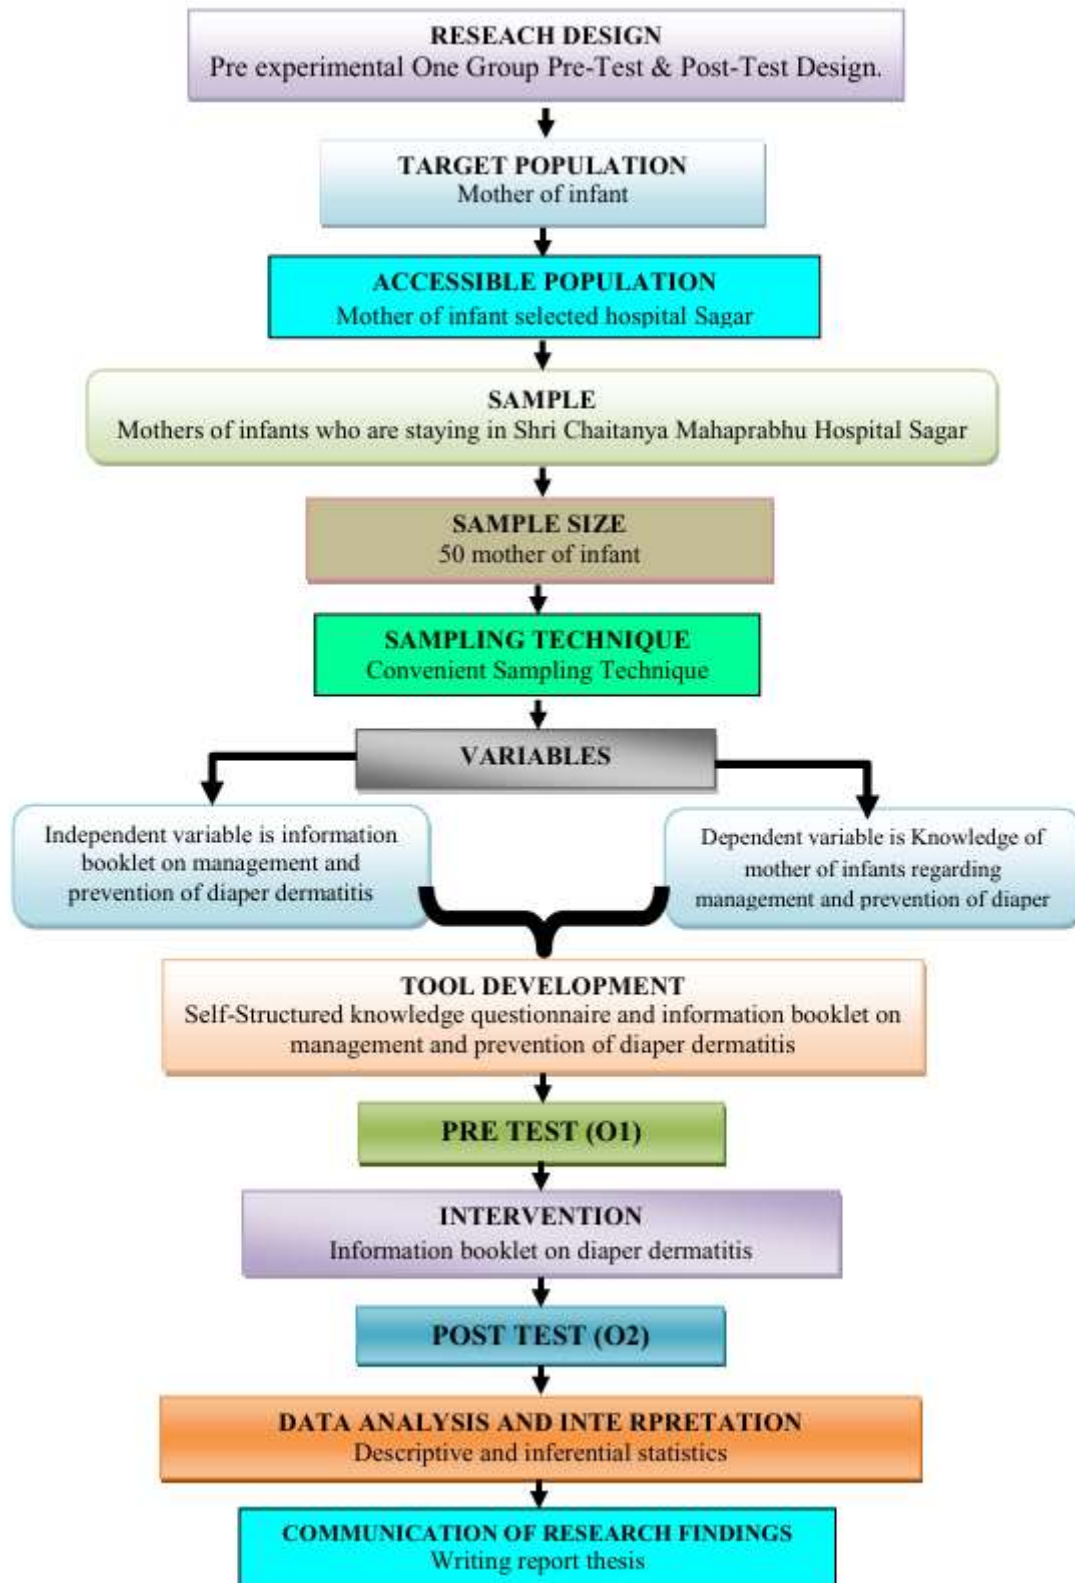 RESEACH DESIGN
Pre experimental One Group Pre-Test & Post-Test Design.
TARGET POPULATION
Mother of infant
ACCESSIBLE POPULATION
Mother of infant selected hospital Sagar
SAMPLE
Mothers of infants who are staying in Shri Chaitanya Mahaprabhu Hospital Sagar
SAMPLE SIZE
50 mother of infant
SAMPLING TECHNIQUE
Convenient Sampling Technique
VARIABLES
Independent variable is information
booklet on management and
prevention of diaper dermatitis
Dependent variable is Knowledge of
mother of infants regarding
management and prevention of diaper
TOOL DEVELOPMENT
Self-Structured knowledge questionnaire and information booklet on
management and prevention of diaper dermatitis
PRE TEST (O1)
INTERVENTION
Information booklet on diaper dermatitis
POST TEST (O2)
DATA ANALYSIS AND INTE RPRETATION
Descriptive and inferential statistics
COMMUNICATION OF RESEARCH FINDINGS
Writing report thesis